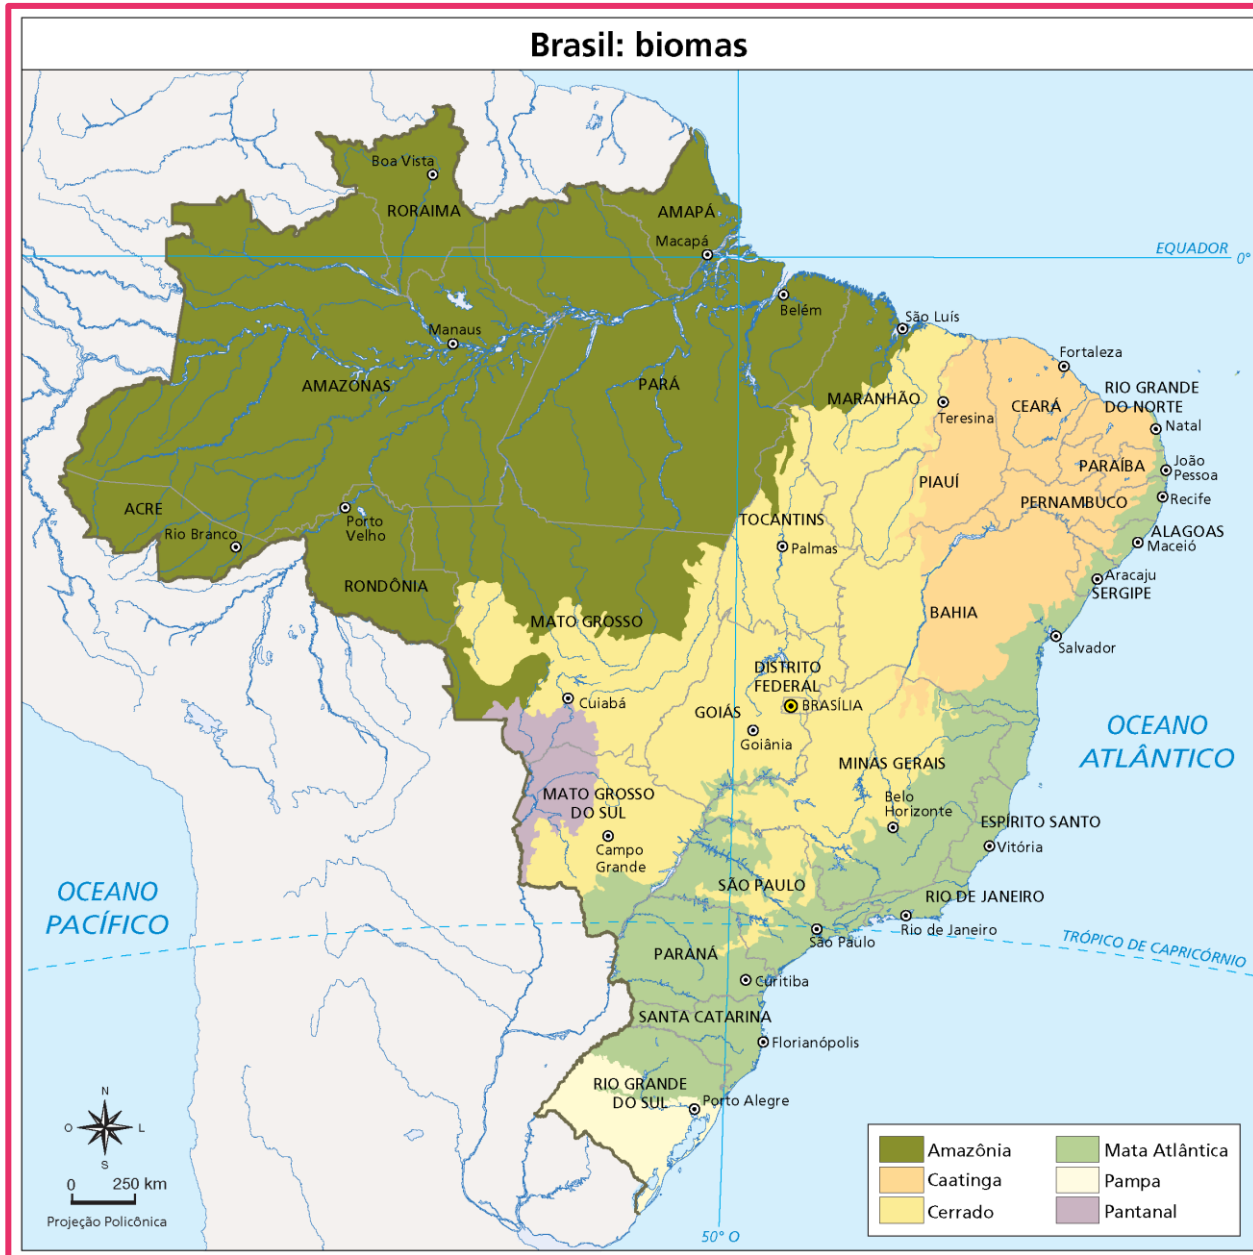 Brasil: biomas
Boa Vista
RORAIMA
AMAPÁ
Macapá
EQUADOR
0°
Belém
São Luís
Manaus
Fortaleza
AMAZONAS
PARÁ
MARANHÃO
Teresina
CEARÁ
RIO GRANDE
DO NORTE
Natal
PARAÍBA
João
Pessoa
PIAUÍ
PERNAMBUCO
Recife
ACRE
Rio Branco
Porto
Velho
TOCANTINS
Palmas
ALAGOAS
Maceió
RONDÔNIA
Aracaju
SERGIPE
MATO GROSSO
BAHIA
Salvador
DISTRITO
FEDERAL
BRASÍLIA
Cuiabá
GOIÁS
Goiânia
OCEANO
ATLÂNTICO
MINAS GERAIS
MATO GROSSO
DO SUL
Belo
Horizonte
ESPÍRITO SANTO
Vitória
Campo
Grande
OCEANO
PACÍFICO
SÃO PAULO
RIO DE JANEIRO
Rio de Janeiro
São Paulo
TRÓPICO DE CAPRICÓRNIO
PARANÁ
Curitiba
SANTA CATARINA
Florianópolis
RIO GRANDE
DO SUL
Porto Alegre
N
O
L
S
0 250 km
Projeção Policônica
50° O
Amazônia
Caatinga
Cerrado
Mata Atlântica
Pampa
Pantanal